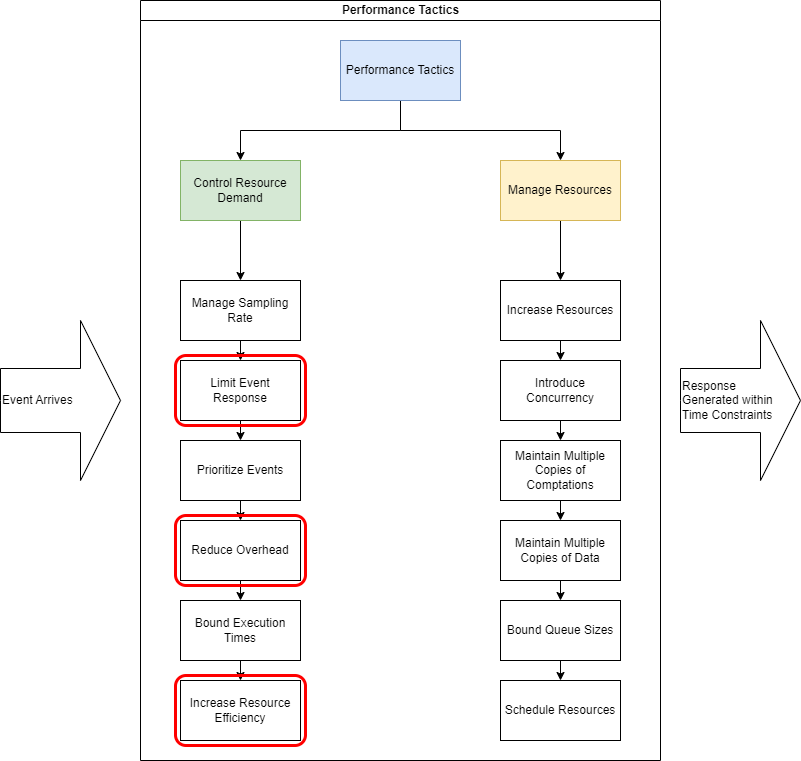 Performance Tactics
Performance Tactics
Control Resource
Demand
Manage Resources
Manage Sampling
Rate
Increase Resources
Limit Event
Response
Introduce
Concurrency
Event Arrives
Response
Generated within
Time Constraints
Prioritize Events
Maintain Multiple
Copies of
Comptations
Reduce Overhead
Maintain Multiple
Copies of Data
Bound Execution
Times
Bound Queue Sizes
Increase Resource
Efficiency
Schedule Resources